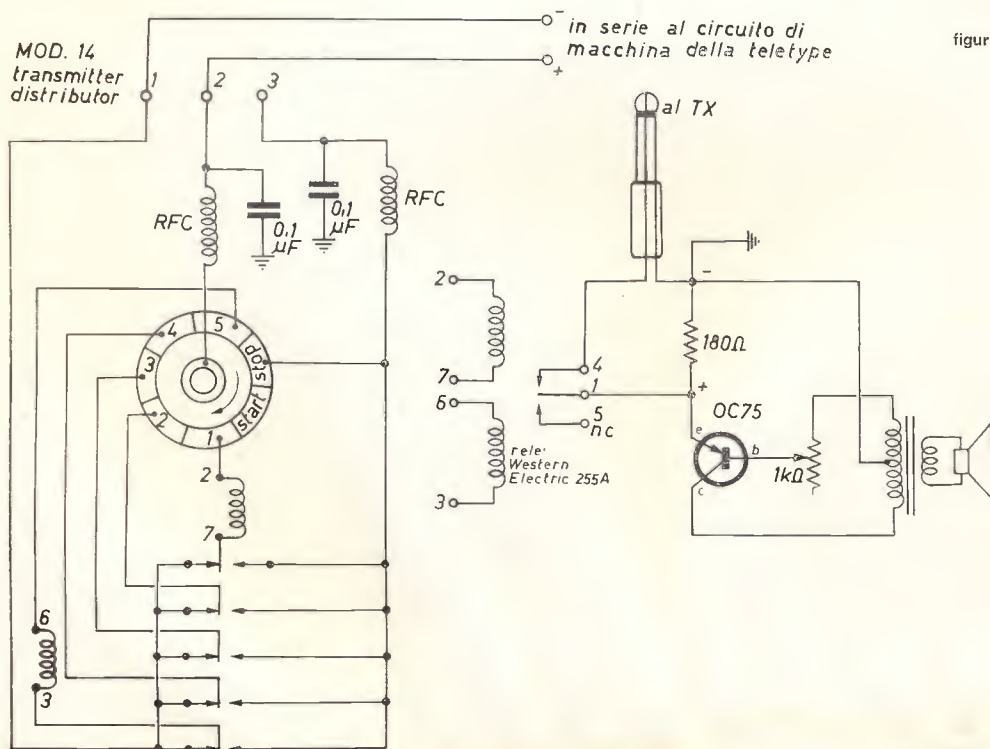 in serie al circuito di
macchina della teletype
figur
MOD. 14
transmitter
distributor
1
2
3
-
+
al TX
RFC
0,1
µF
0,1
µF
RFC
5
4
3
2
1
stop
start
2
7
6
3
2
7
6
3
rele'
Western
Electric 255A
4
1
5
nc
-
180Ω
+
OC75
e
b
c
1kΩ